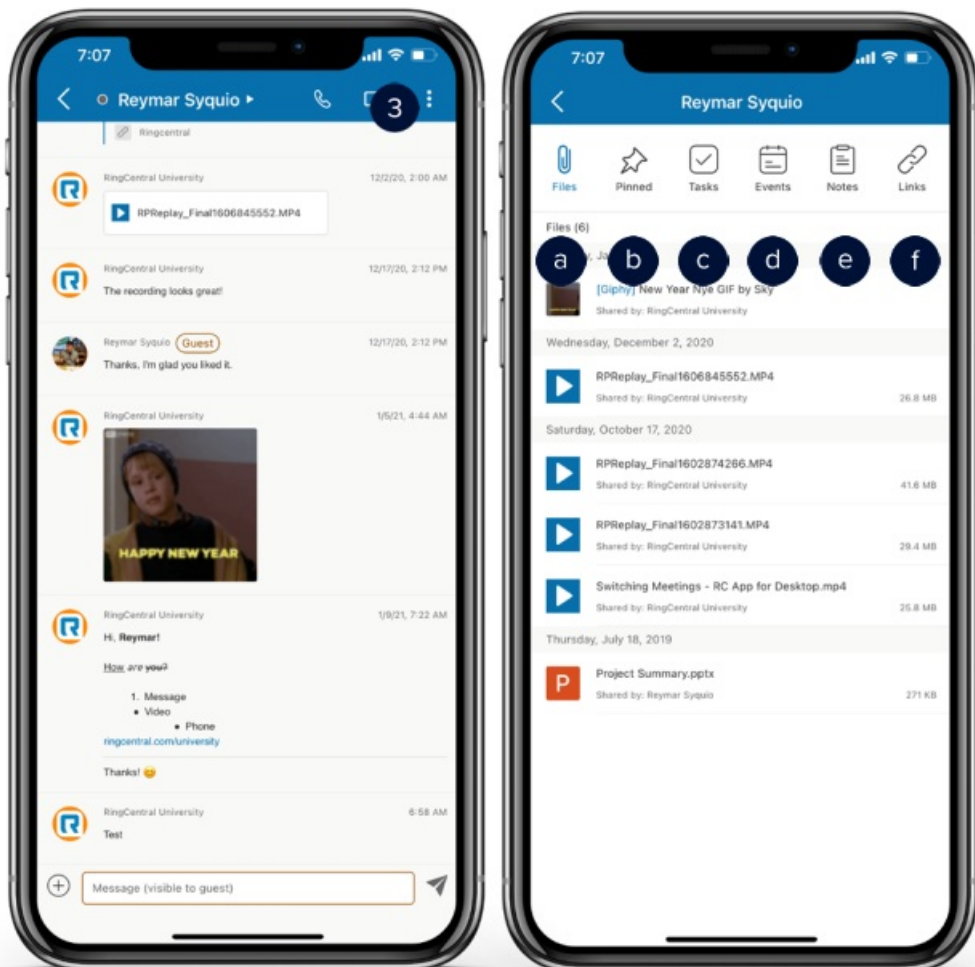 7:07
Reymar Syquio
3
Ringcentral
RingCentral University 12/2/20, 2:00 AM
RPReplay_Final1606845552.MP4
RingCentral University 12/17/20, 2:12 PM
The recording looks great!
Reymar Syquio Guest 12/17/20, 2:12 PM
Thanks. I'm glad you liked it.
RingCentral University 1/5/21, 4:44 AM
HAPPY NEW YEAR
RingCentral University 1/9/21, 7:22 AM
Hi, Reymar!
How are you?
1. Message
• Video
• Phone
ringcentral.com/university
Thanks! 😊
RingCentral University 6:58 AM
Test
Message (visible to guest)
7:07
Reymar Syquio
Files Pinned Tasks Events Notes Links
Files (6)
a b c d e f
[Giphy] New Year Nye GIF by Sky
Shared by: RingCentral University
Wednesday, December 2, 2020
RPReplay_Final1606845552.MP4
Shared by: RingCentral University 26.8 MB
Saturday, October 17, 2020
RPReplay_Final1602874266.MP4
Shared by: RingCentral University 41.6 MB
RPReplay_Final1602873141.MP4
Shared by: RingCentral University 29.4 MB
Switching Meetings - RC App for Desktop.mp4
Shared by: RingCentral University 25.8 MB
Thursday, July 18, 2019
P
Project Summary.pptx
Shared by: Reymar Syquio 271 KB